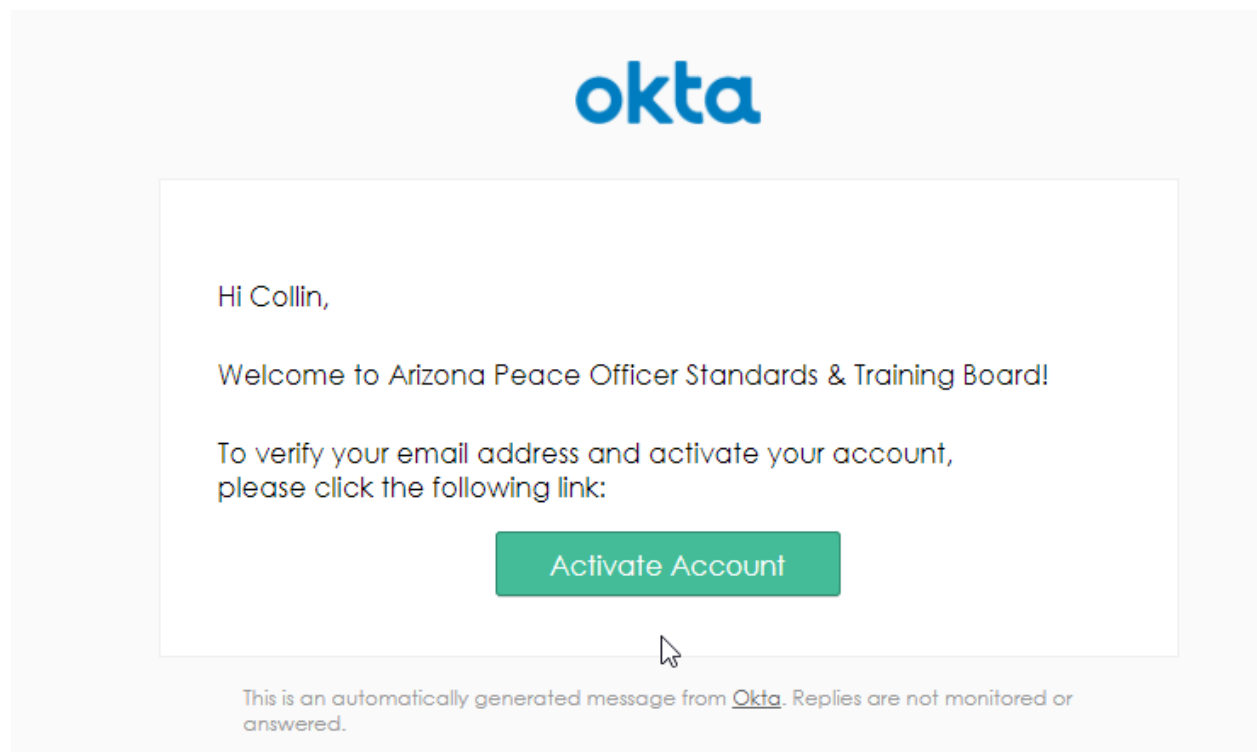 okta
Hi Collin,
Welcome to Arizona Peace Officer Standards & Training Board!
To verify your email address and activate your account,
please click the following link:
Activate Account
This is an automatically generated message from Okta. Replies are not monitored or
answered.